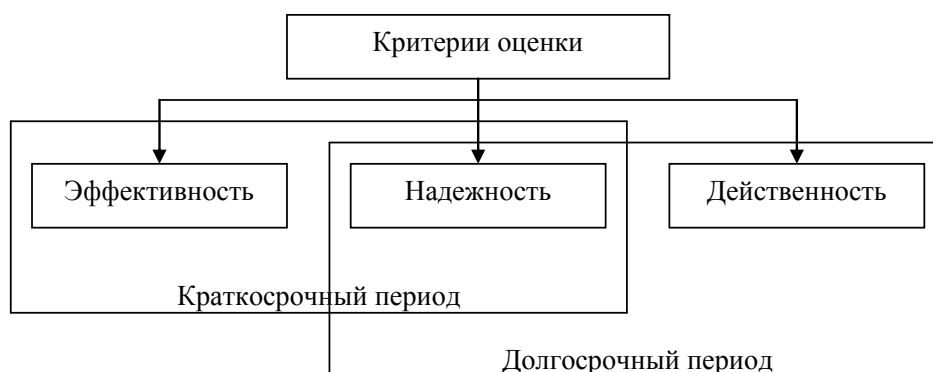 Критерии оценки
Эффективность
Надежность
Действенность
Краткосрочный период
Долгосрочный период